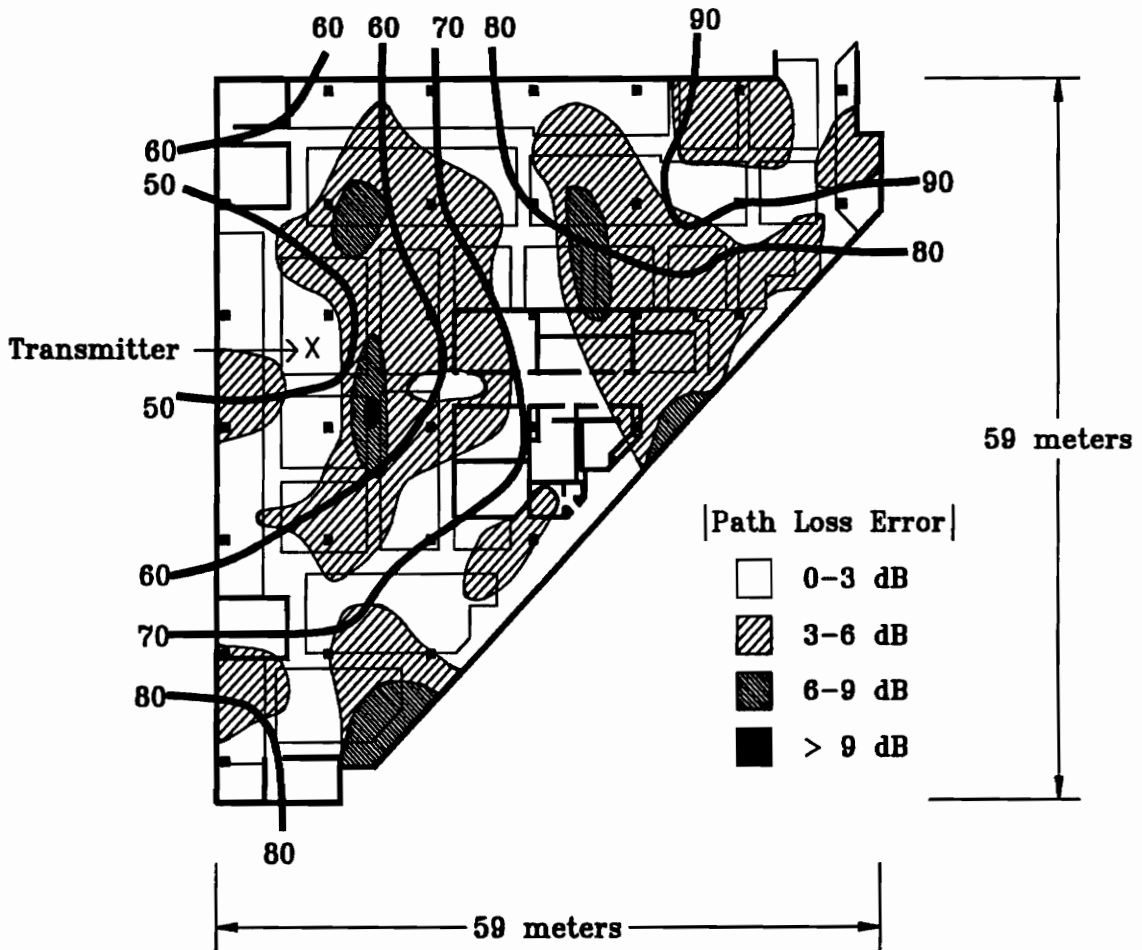 60 60 70 80 90
60
50
90
80
Transmitter X
50
59 meters
|Path Loss Error|
0-3 dB
60
3-6 dB
70
6-9 dB
80
> 9 dB
80
59 meters